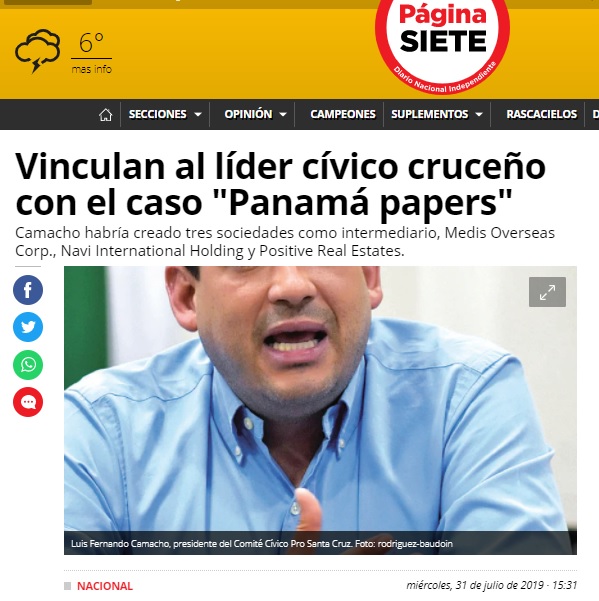 Página
SIETE
Diario Nacional Independiente
6°
mas info
SECCIONES OPINIÓN CAMPEONES SUPLEMENTOS RASCACIELOS D
Vinculan al líder cívico cruceño
con el caso "Panamá papers"
Camacho habría creado tres sociedades como intermediario, Medis Overseas
Corp., Navi International Holding y Positive Real Estates.
Luis Fernando Camacho, presidente del Comité Cívico Pro Santa Cruz. Foto: rodriguez-baudoin
NACIONAL
miércoles, 31 de julio de 2019 · 15:31